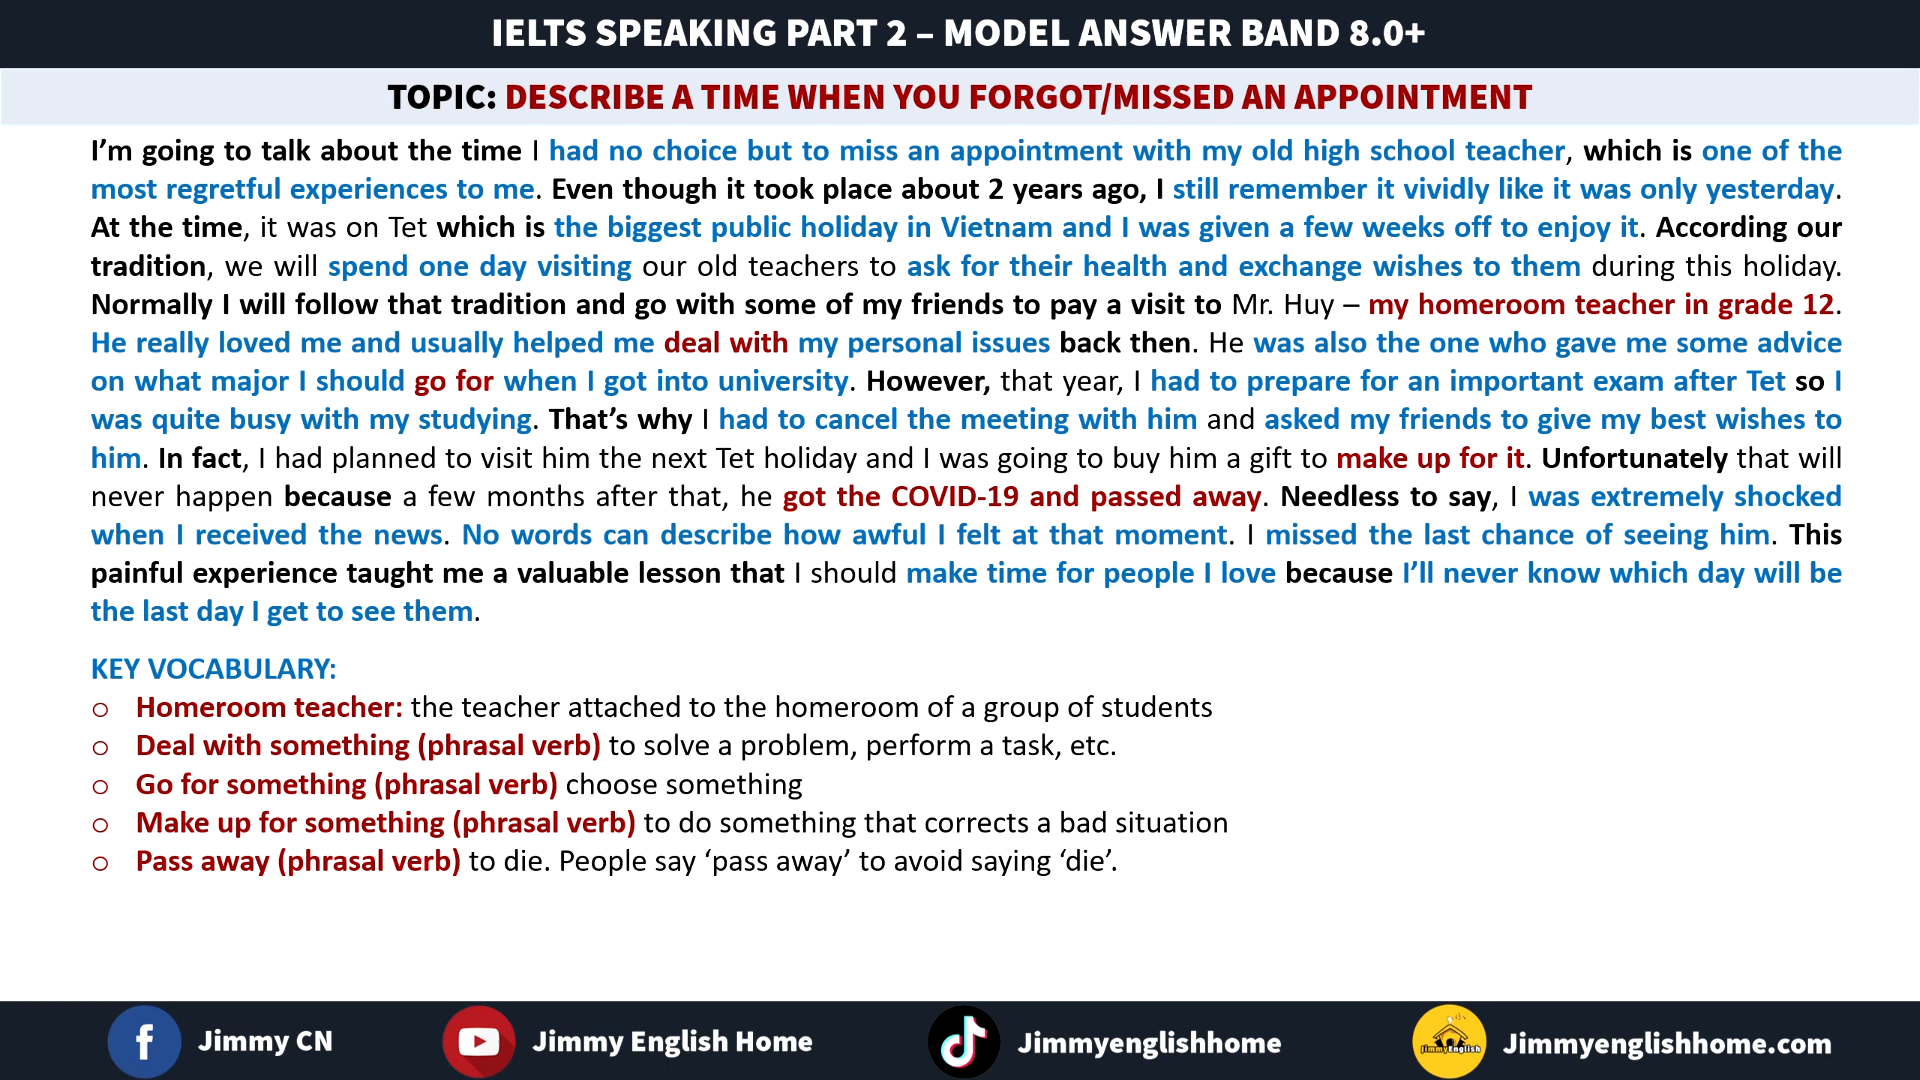 IELTS SPEAKING PART 2 – MODEL ANSWER BAND 8.0+
TOPIC: DESCRIBE A TIME WHEN YOU FORGOT/MISSED AN APPOINTMENT
I’m going to talk about the time I had no choice but to miss an appointment with my old high school teacher, which is one of the
most regretful experiences to me. Even though it took place about 2 years ago, I still remember it vividly like it was only yesterday.
At the time, it was on Tet which is the biggest public holiday in Vietnam and I was given a few weeks off to enjoy it. According our
tradition, we will spend one day visiting our old teachers to ask for their health and exchange wishes to them during this holiday.
Normally I will follow that tradition and go with some of my friends to pay a visit to Mr. Huy – my homeroom teacher in grade 12.
He really loved me and usually helped me deal with my personal issues back then. He was also the one who gave me some advice
on what major I should go for when I got into university. However, that year, I had to prepare for an important exam after Tet so I
was quite busy with my studying. That’s why I had to cancel the meeting with him and asked my friends to give my best wishes to
him. In fact, I had planned to visit him the next Tet holiday and I was going to buy him a gift to make up for it. Unfortunately that will
never happen because a few months after that, he got the COVID-19 and passed away. Needless to say, I was extremely shocked
when I received the news. No words can describe how awful I felt at that moment. I missed the last chance of seeing him. This
painful experience taught me a valuable lesson that I should make time for people I love because I’ll never know which day will be
the last day I get to see them.
KEY VOCABULARY:
o Homeroom teacher: the teacher attached to the homeroom of a group of students
o Deal with something (phrasal verb) to solve a problem, perform a task, etc.
o Go for something (phrasal verb) choose something
o Make up for something (phrasal verb) to do something that corrects a bad situation
o Pass away (phrasal verb) to die. People say ‘pass away’ to avoid saying ‘die’.
Jimmy CN Jimmy English Home Jimmyenglishhome JimmyEnglish Jimmyenglishhome.com